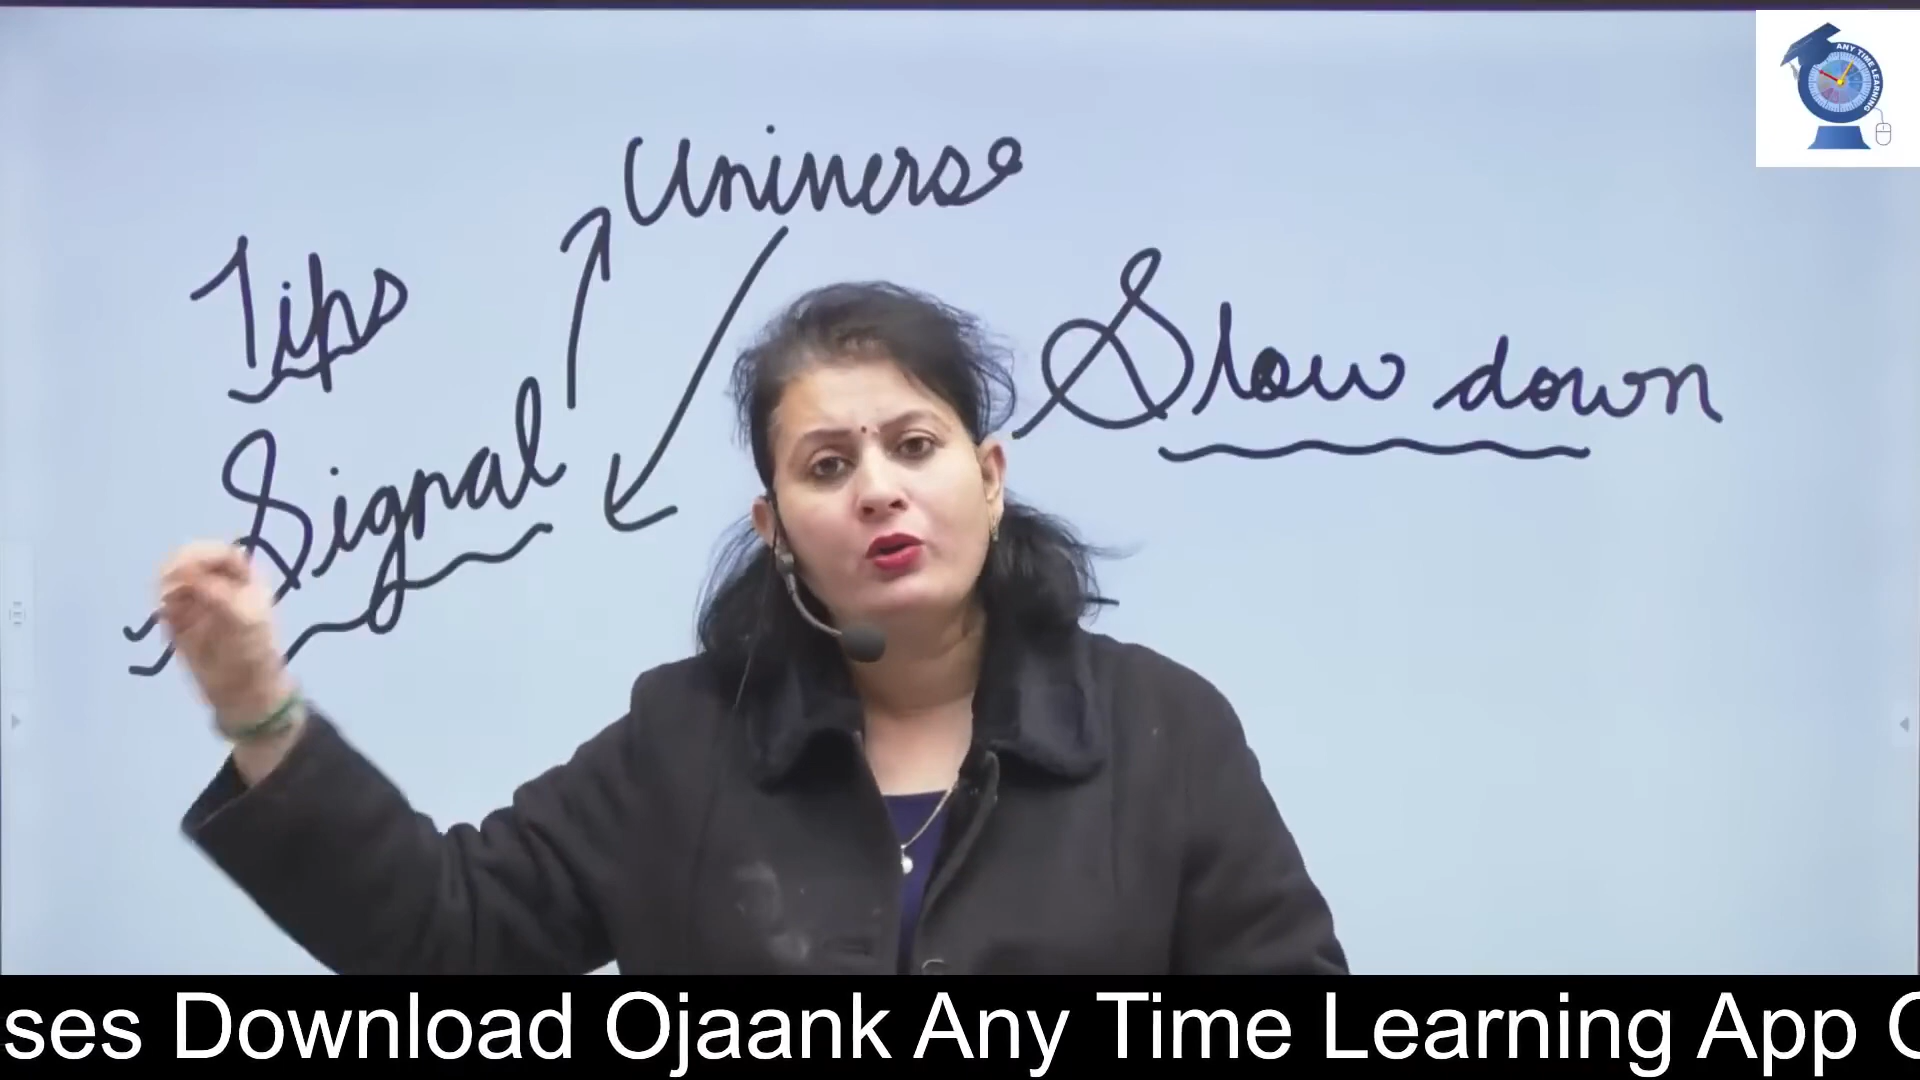 ANY TIME LEARNING
Universe
Tips
Signal
Slow down
ses Download Ojaank Any Time Learning App